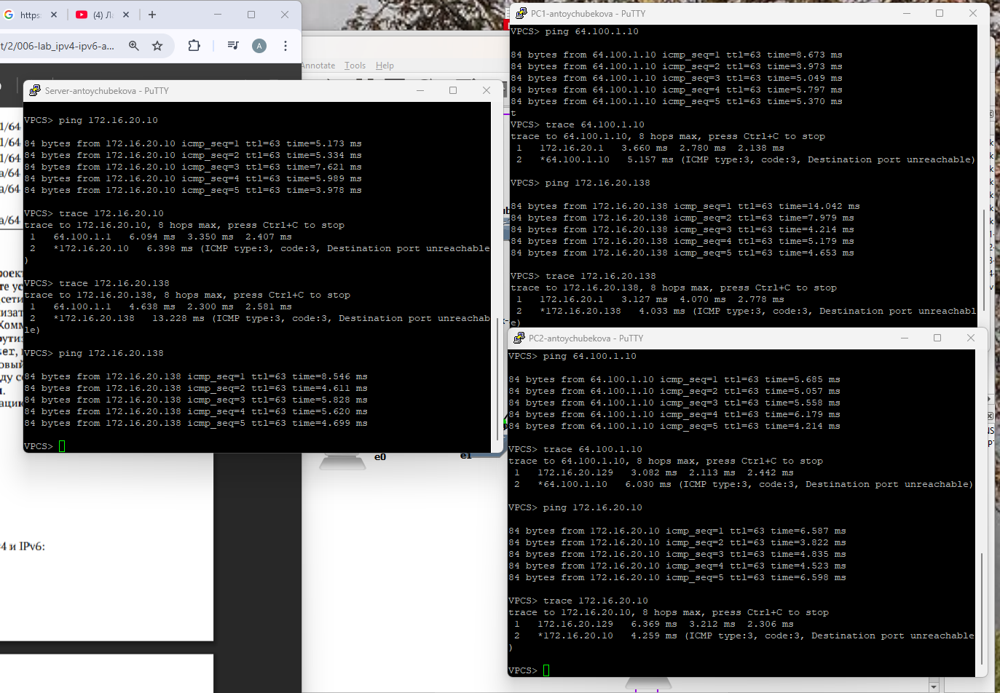 https:
(4) Ла
t/2/006-lab_ipv4-ipv6-a...
A
Annotate Tools Help
1/64
1/64
1/64
a/64
a/64
a/64
4 и IPv6:
e0
e1
Server-antoychubekova - PuTTY
VPCS> ping 172.16.20.10
84 bytes from 172.16.20.10 icmp_seq=1 ttl=63 time=5.173 ms
84 bytes from 172.16.20.10 icmp_seq=2 ttl=63 time=5.334 ms
84 bytes from 172.16.20.10 icmp_seq=3 ttl=63 time=7.621 ms
84 bytes from 172.16.20.10 icmp_seq=4 ttl=63 time=5.989 ms
84 bytes from 172.16.20.10 icmp_seq=5 ttl=63 time=3.978 ms
VPCS> trace 172.16.20.10
trace to 172.16.20.10, 8 hops max, press Ctrl+C to stop
1 64.100.1.1 6.094 ms 3.350 ms 2.407 ms
2 *172.16.20.10 6.398 ms (ICMP type:3, code:3, Destination port unreachable
)
VPCS> trace 172.16.20.138
trace to 172.16.20.138, 8 hops max, press Ctrl+C to stop
1 64.100.1.1 4.638 ms 2.300 ms 2.581 ms
2 *172.16.20.138 13.228 ms (ICMP type:3, code:3, Destination port unreachab
le)
VPCS> ping 172.16.20.138
84 bytes from 172.16.20.138 icmp_seq=1 ttl=63 time=8.546 ms
84 bytes from 172.16.20.138 icmp_seq=2 ttl=63 time=4.611 ms
84 bytes from 172.16.20.138 icmp_seq=3 ttl=63 time=5.828 ms
84 bytes from 172.16.20.138 icmp_seq=4 ttl=63 time=5.620 ms
84 bytes from 172.16.20.138 icmp_seq=5 ttl=63 time=4.699 ms
VPCS>
PC1-antoychubekova - PuTTY
VPCS> ping 64.100.1.10
84 bytes from 64.100.1.10 icmp_seq=1 ttl=63 time=8.673 ms
84 bytes from 64.100.1.10 icmp_seq=2 ttl=63 time=3.973 ms
84 bytes from 64.100.1.10 icmp_seq=3 ttl=63 time=5.049 ms
84 bytes from 64.100.1.10 icmp_seq=4 ttl=63 time=5.797 ms
84 bytes from 64.100.1.10 icmp_seq=5 ttl=63 time=5.370 ms
t
VPCS> trace 64.100.1.10
trace to 64.100.1.10, 8 hops max, press Ctrl+C to stop
1 172.16.20.1 3.660 ms 2.780 ms 2.138 ms
2 *64.100.1.10 5.157 ms (ICMP type:3, code:3, Destination port unreachable)
VPCS> ping 172.16.20.138
84 bytes from 172.16.20.138 icmp_seq=1 ttl=63 time=14.042 ms
84 bytes from 172.16.20.138 icmp_seq=2 ttl=63 time=7.979 ms
84 bytes from 172.16.20.138 icmp_seq=3 ttl=63 time=4.214 ms
84 bytes from 172.16.20.138 icmp_seq=4 ttl=63 time=5.179 ms
84 bytes from 172.16.20.138 icmp_seq=5 ttl=63 time=4.653 ms
VPCS> trace 172.16.20.138
trace to 172.16.20.138, 8 hops max, press Ctrl+C to stop
1 172.16.20.1 3.127 ms 4.070 ms 2.778 ms
2 *172.16.20.138 4.033 ms (ICMP type:3, code:3, Destination port unreachabl
e)
PC2-antoychubekova - PuTTY
VPCS> ping 64.100.1.10
84 bytes from 64.100.1.10 icmp_seq=1 ttl=63 time=5.685 ms
84 bytes from 64.100.1.10 icmp_seq=2 ttl=63 time=5.057 ms
84 bytes from 64.100.1.10 icmp_seq=3 ttl=63 time=5.558 ms
84 bytes from 64.100.1.10 icmp_seq=4 ttl=63 time=6.179 ms
84 bytes from 64.100.1.10 icmp_seq=5 ttl=63 time=4.214 ms
VPCS> trace 64.100.1.10
trace to 64.100.1.10, 8 hops max, press Ctrl+C to stop
1 172.16.20.129 3.082 ms 2.113 ms 2.442 ms
2 *64.100.1.10 6.030 ms (ICMP type:3, code:3, Destination port unreachable)
VPCS> ping 172.16.20.10
84 bytes from 172.16.20.10 icmp_seq=1 ttl=63 time=6.587 ms
84 bytes from 172.16.20.10 icmp_seq=2 ttl=63 time=3.822 ms
84 bytes from 172.16.20.10 icmp_seq=3 ttl=63 time=4.835 ms
84 bytes from 172.16.20.10 icmp_seq=4 ttl=63 time=4.523 ms
84 bytes from 172.16.20.10 icmp_seq=5 ttl=63 time=6.598 ms
VPCS> trace 172.16.20.10
trace to 172.16.20.10, 8 hops max, press Ctrl+C to stop
1 172.16.20.129 6.369 ms 3.212 ms 2.306 ms
2 *172.16.20.10 4.259 ms (ICMP type:3, code:3, Destination port unreachable
)
VPCS>